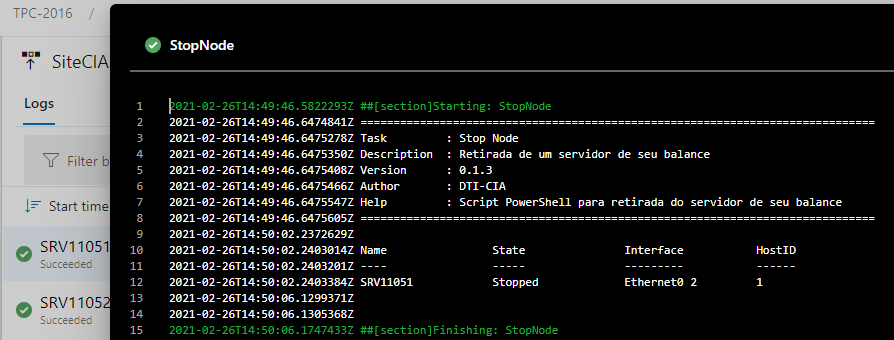 TPC-2016 /
SiteCIA
Logs
Filter b
Start time
SRV11051
Succeeded
SRV11052
Succeeded
StopNode
1 2021-02-26T14:49:46.5822293Z ##[section]Starting: StopNode
2 2021-02-26T14:49:46.6474841Z ==============================================================================
3 2021-02-26T14:49:46.6475278Z Task : Stop Node
4 2021-02-26T14:49:46.6475350Z Description : Retirada de um servidor de seu balance
5 2021-02-26T14:49:46.6475408Z Version : 0.1.3
6 2021-02-26T14:49:46.6475466Z Author : DTI-CIA
7 2021-02-26T14:49:46.6475547Z Help : Script PowerShell para retirada do servidor de seu balance
8 2021-02-26T14:49:46.6475605Z ==============================================================================
9 2021-02-26T14:50:02.2372629Z
10 2021-02-26T14:50:02.2403014Z Name State Interface HostID
11 2021-02-26T14:50:02.2403201Z ---- ----- --------- ------
12 2021-02-26T14:50:02.2403384Z SRV11051 Stopped Ethernet0 2 1
13 2021-02-26T14:50:06.1299371Z
14 2021-02-26T14:50:06.1305368Z
15 2021-02-26T14:50:06.1747433Z ##[section]Finishing: StopNode